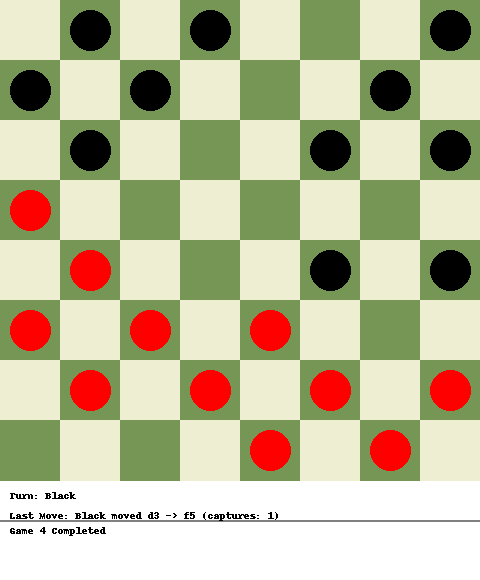 Turn: Black
Last Move: Black moved d3 -> f5 (captures: 1)
Game 4 Completed